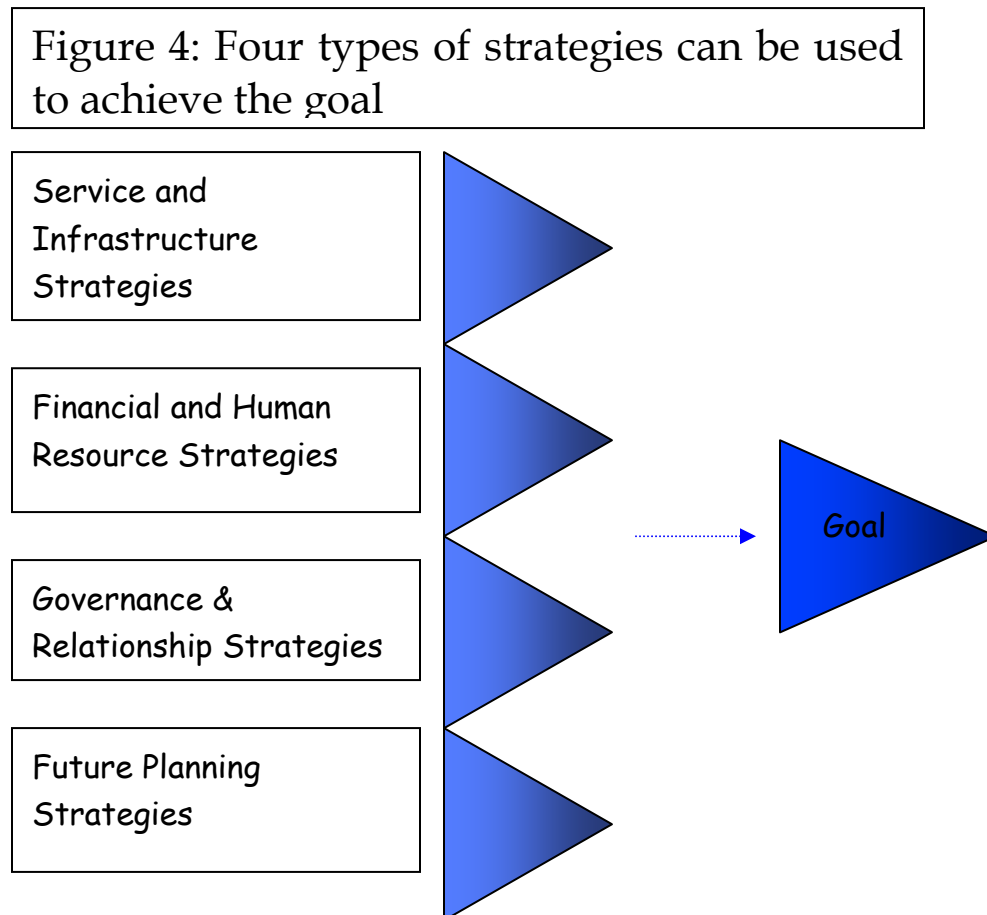 Figure 4: Four types of strategies can be used
to achieve the goal
Service and
Infrastructure
Strategies
Financial and Human
Resource Strategies
Governance &
Relationship Strategies
Future Planning
Strategies
Goal